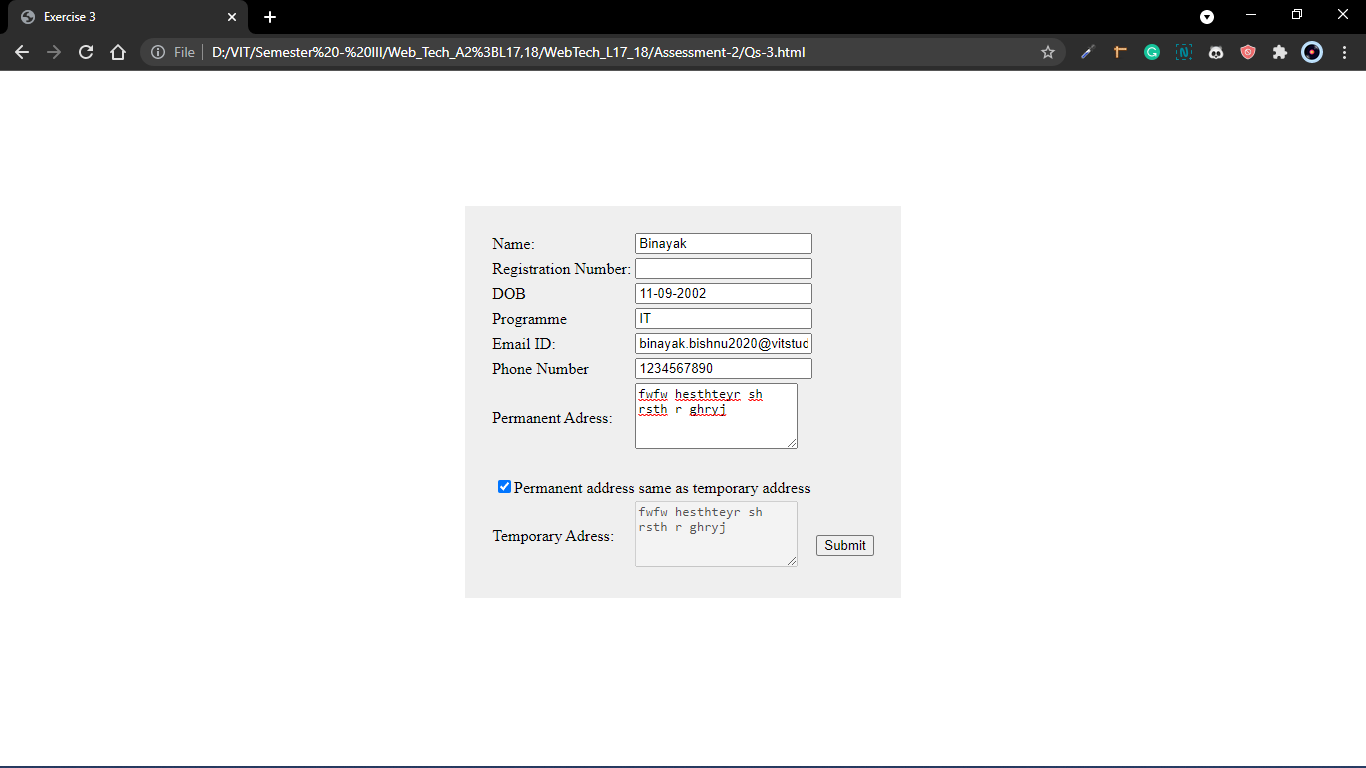 Exercise 3
File
D:/VIT/Semester%20-%20III/Web_Tech_A2%3BL17,18/WebTech_L17_18/Assessment-2/Qs-3.html
Name: Binayak
Registration Number:
DOB 11-09-2002
Programme IT
Email ID: binayak.bishnu2020@vitstud
Phone Number 1234567890
Permanent Adress: fwfw hesthteyr sh
rsth r ghryj
Permanent address same as temporary address
Temporary Adress: fwfw hesthteyr sh
rsth r ghryj
Submit